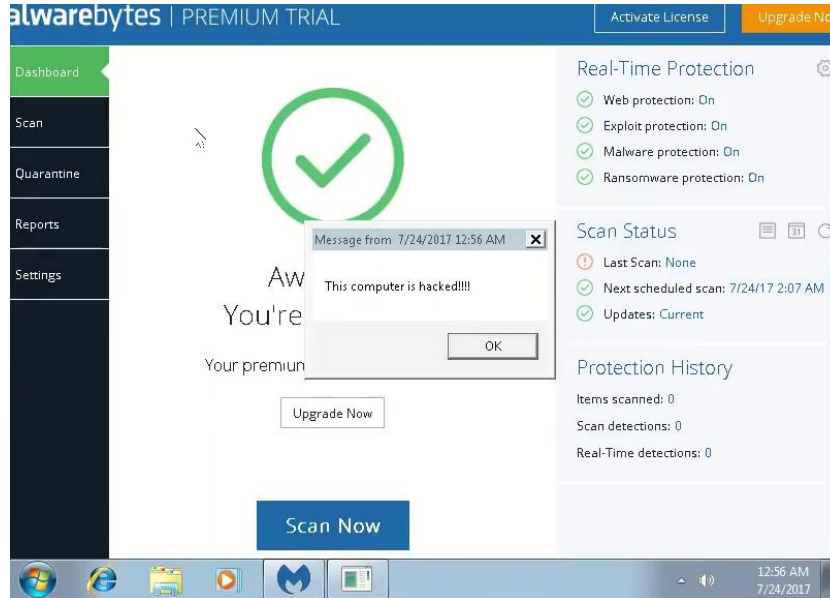 alwarebytes | PREMIUM TRIAL
Activate License
Upgrade No
Dashboard
Scan
Quarantine
Reports
Settings
Aw
You're
Your premium
Upgrade Now
Scan Now
Message from 7/24/2017 12:56 AM
This computer is hacked!!!!
OK
Real-Time Protection
Web protection: On
Exploit protection: On
Malware protection: On
Ransomware protection: On
Scan Status
31
Last Scan: None
Next scheduled scan: 7/24/17 2:07 AM
Updates: Current
Protection History
Items scanned: 0
Scan detections: 0
Real-Time detections: 0
12:56 AM
7/24/2017